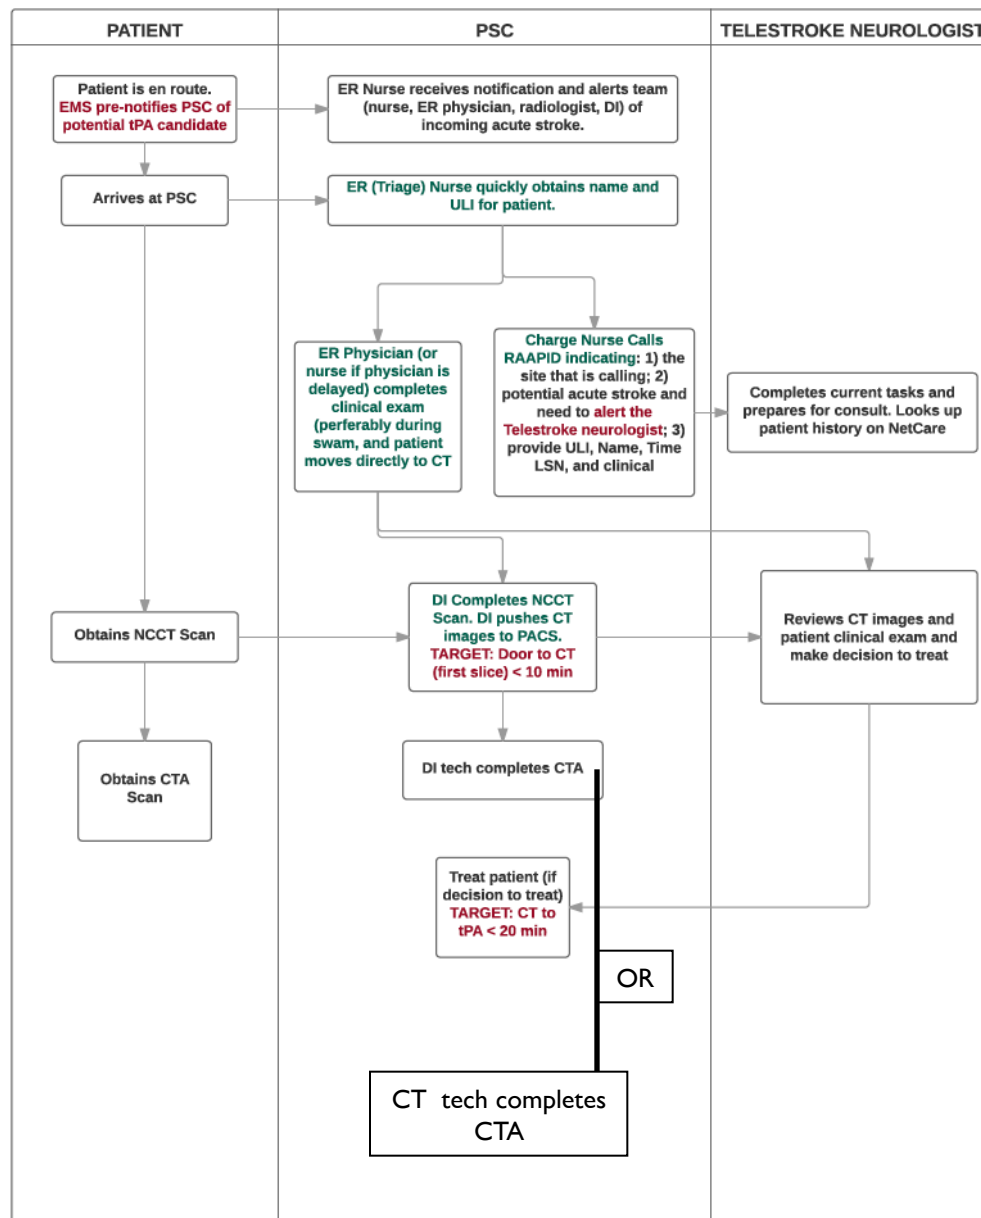 PATIENT
PSC
TELESTROKE NEUROLOGIST
Patient is en route.
EMS pre-notifies PSC of
potential tPA candidate
ER Nurse receives notification and alerts team
(nurse, ER physician, radiologist, DI) of
incoming acute stroke.
Arrives at PSC
ER (Triage) Nurse quickly obtains name and
ULI for patient.
ER Physician (or
nurse if physician is
delayed) completes
clinical exam
(perferably during
swam, and patient
moves directly to CT
Charge Nurse Calls
RAAPID indicating: 1) the
site that is calling; 2)
potential acute stroke and
need to alert the
Telestroke neurologist; 3)
provide ULI, Name, Time
LSN, and clinical
Completes current tasks and
prepares for consult. Looks up
patient history on NetCare
Obtains NCCT Scan
DI Completes NCCT
Scan. DI pushes CT
images to PACS.
TARGET: Door to CT
(first slice) < 10 min
Reviews CT images and
patient clinical exam and
make decision to treat
Obtains CTA
Scan
DI tech completes CTA
Treat patient (if
decision to treat)
TARGET: CT to
tPA < 20 min
OR
CT tech completes
CTA